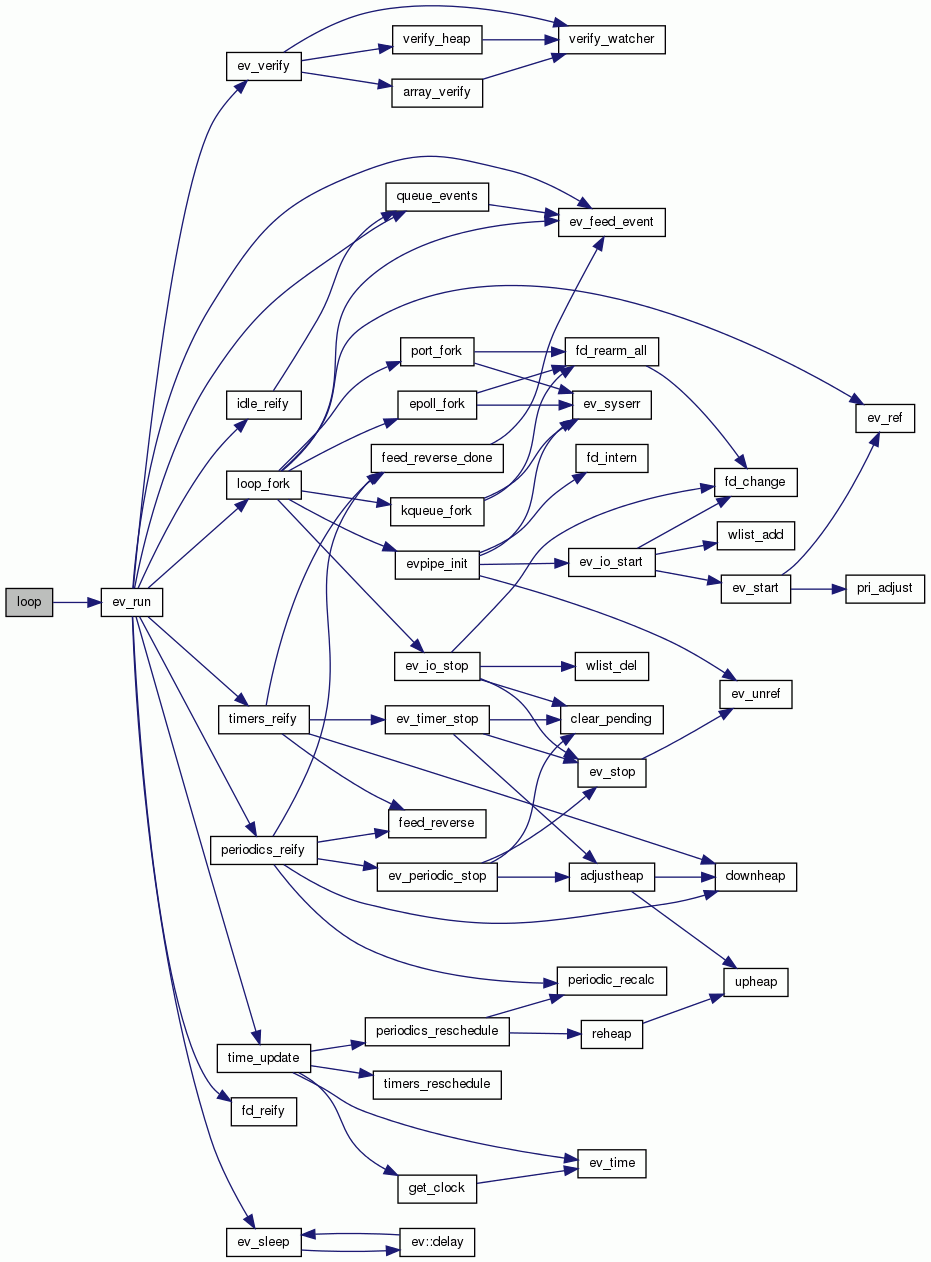 verify_heap
verify_watcher
ev_verify
array_verify
queue_events
ev_feed_event
port_fork
fd_rearm_all
idle_reify
epoll_fork
ev_syserr
ev_ref
feed_reverse_done
fd_intern
loop_fork
fd_change
kqueue_fork
wlist_add
evpipe_init
ev_io_start
ev_start
pri_adjust
loop
ev_run
ev_io_stop
wlist_del
ev_unref
timers_reify
ev_timer_stop
clear_pending
ev_stop
feed_reverse
periodics_reify
ev_periodic_stop
adjustheap
downheap
periodic_recalc
upheap
periodics_reschedule
reheap
time_update
timers_reschedule
fd_reify
ev_time
get_clock
ev_sleep
ev::delay